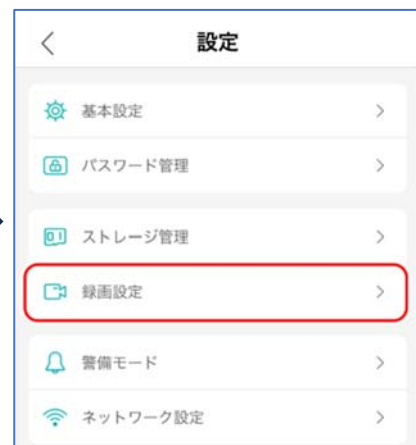 設定
基本設定
パスワード管理
ストレージ管理
録画設定
警備モード
ネットワーク設定